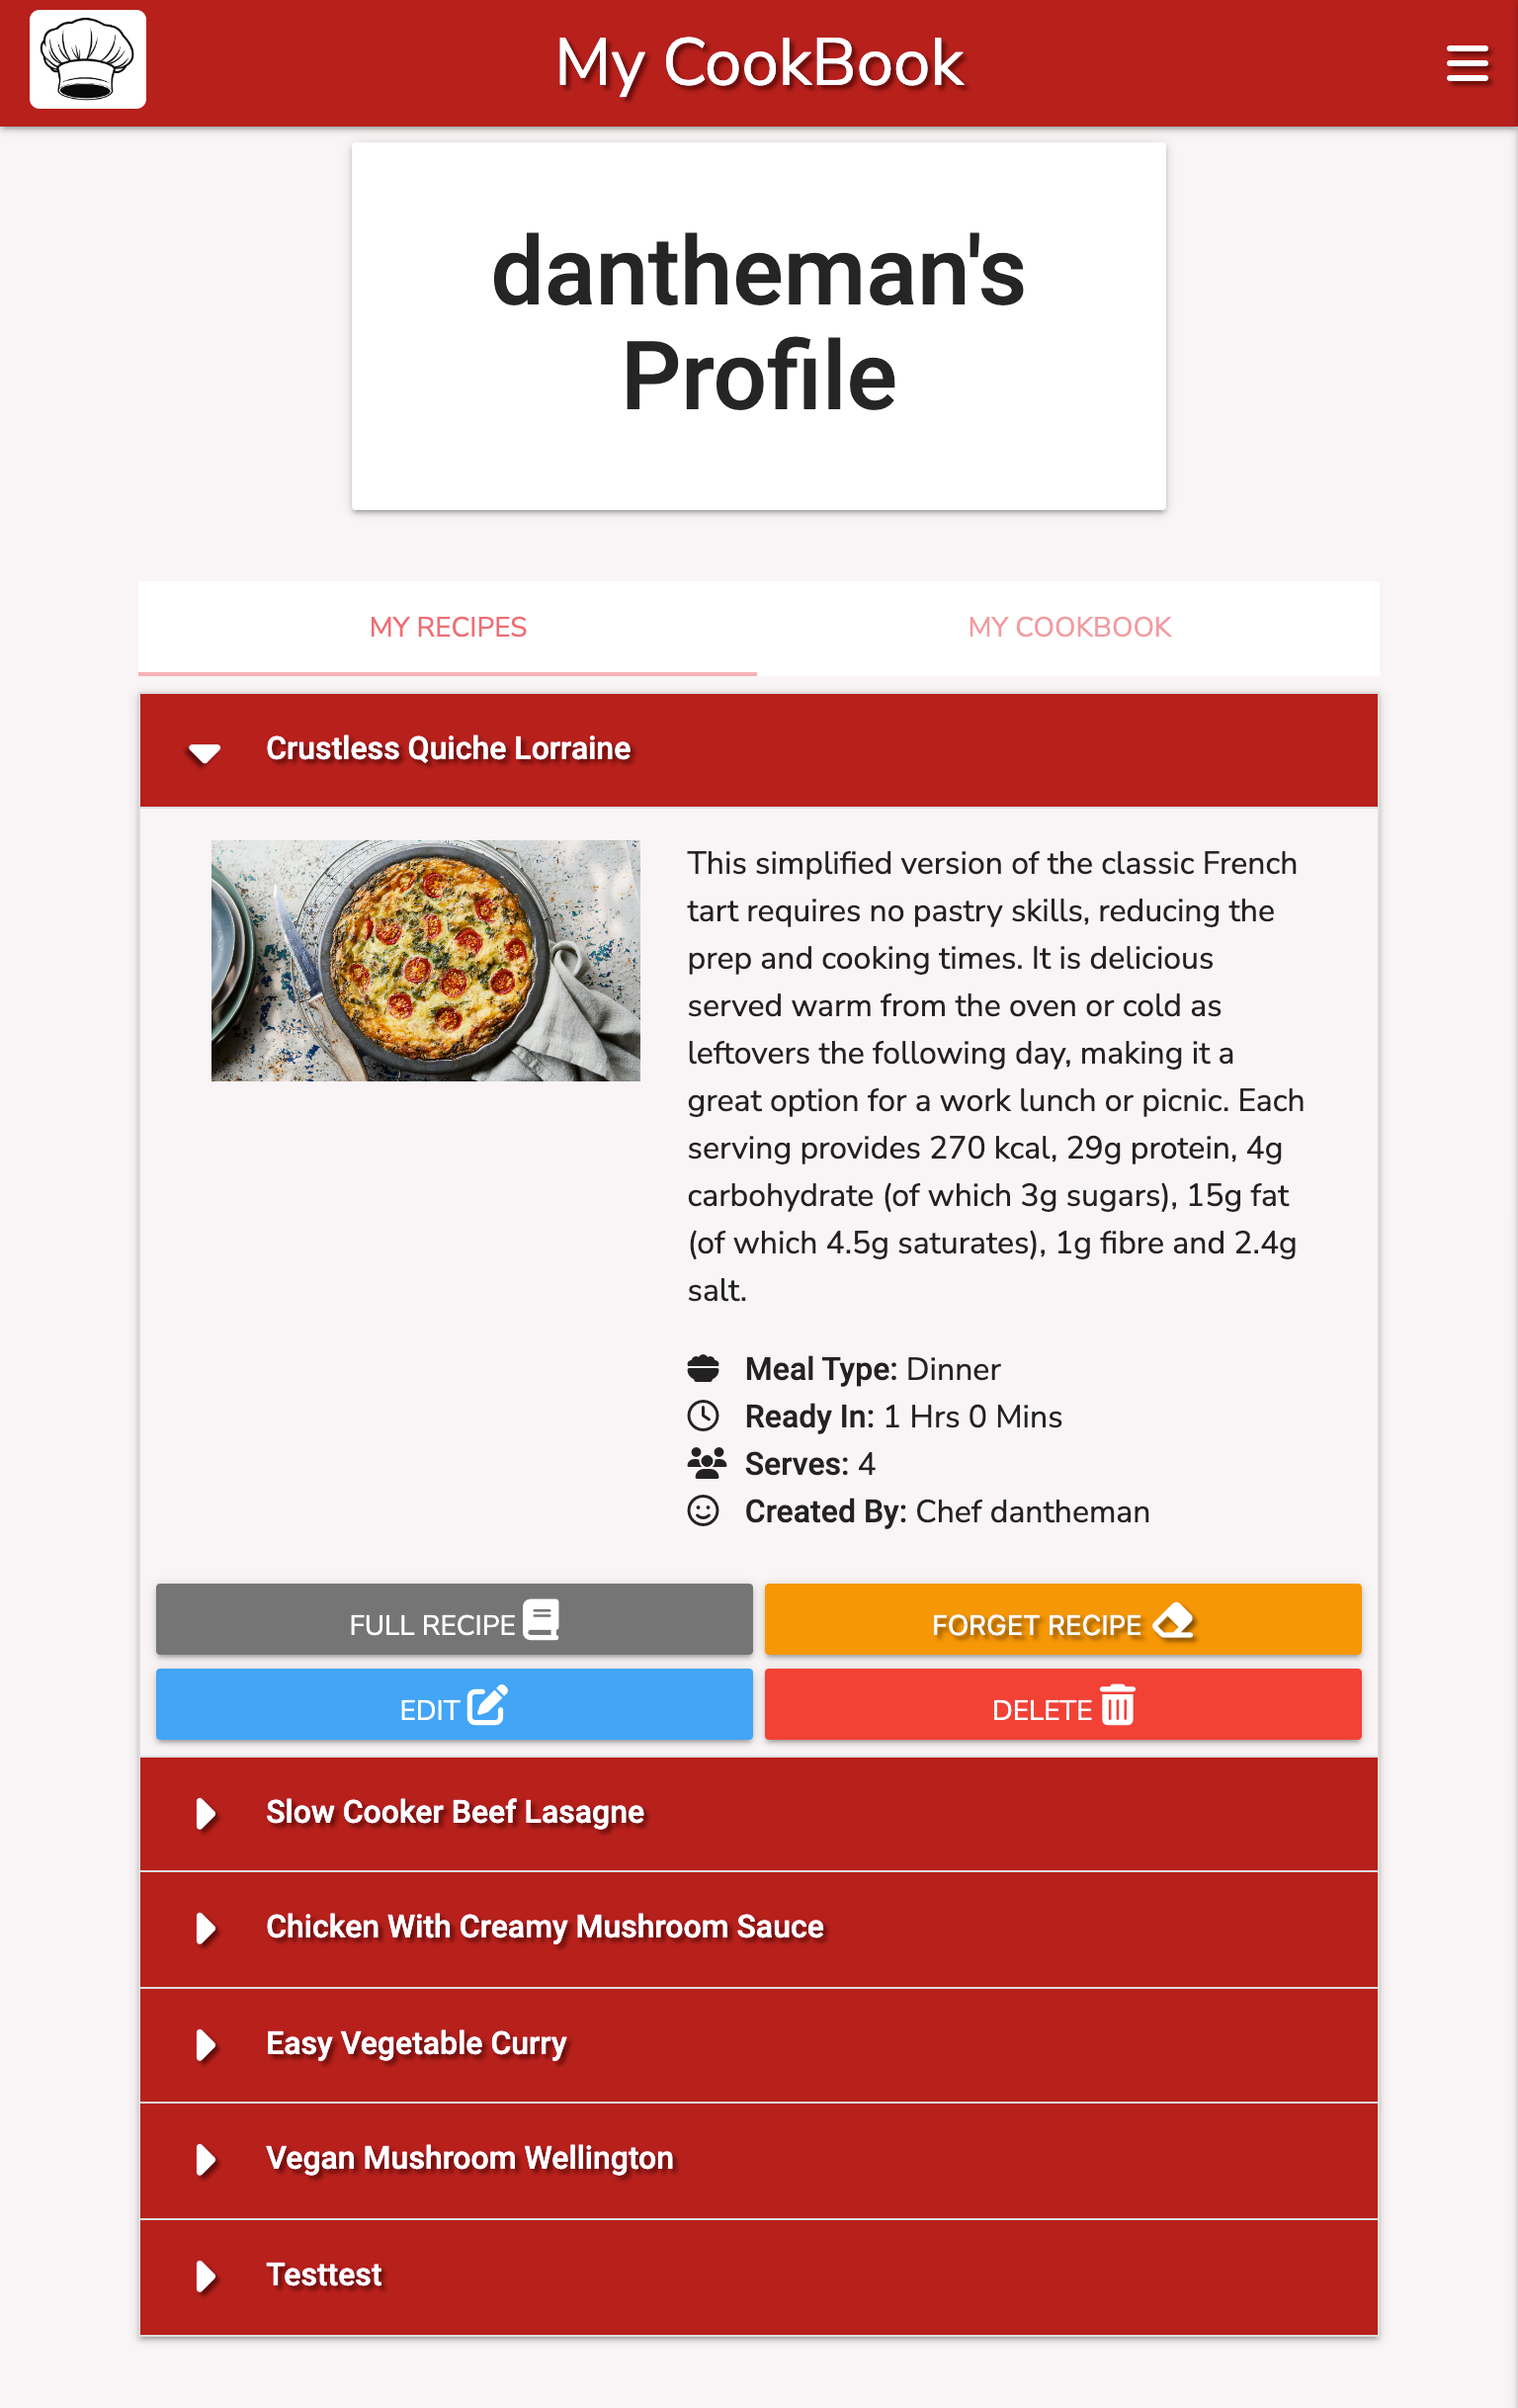 My CookBook
dantheman's
Profile
MY RECIPES
MY COOKBOOK
Crustless Quiche Lorraine
This simplified version of the classic French
tart requires no pastry skills, reducing the
prep and cooking times. It is delicious
served warm from the oven or cold as
leftovers the following day, making it a
great option for a work lunch or picnic. Each
serving provides 270 kcal, 29g protein, 4g
carbohydrate (of which 3g sugars), 15g fat
(of which 4.5g saturates), 1g fibre and 2.4g
salt.
Meal Type: Dinner
Ready In: 1 Hrs 0 Mins
Serves: 4
Created By: Chef dantheman
FULL RECIPE
FORGET RECIPE
EDIT
DELETE
Slow Cooker Beef Lasagne
Chicken With Creamy Mushroom Sauce
Easy Vegetable Curry
Vegan Mushroom Wellington
Testtest